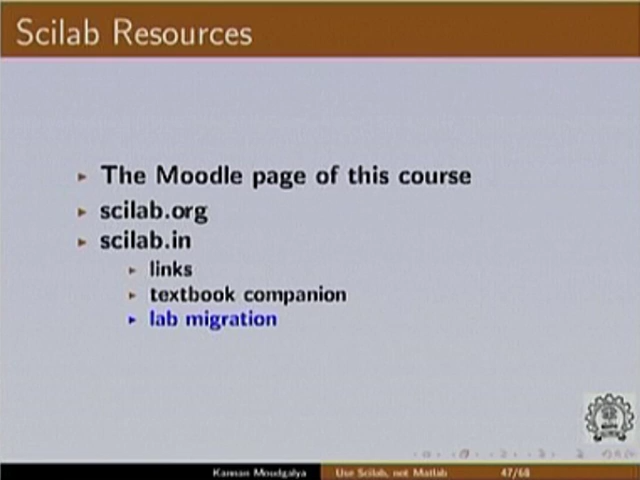 Scilab Resources
The Moodle page of this course
scilab.org
scilab.in
links
textbook companion
lab migration
Kannan Moudgalya Use Scilab, not Matlab 47/68